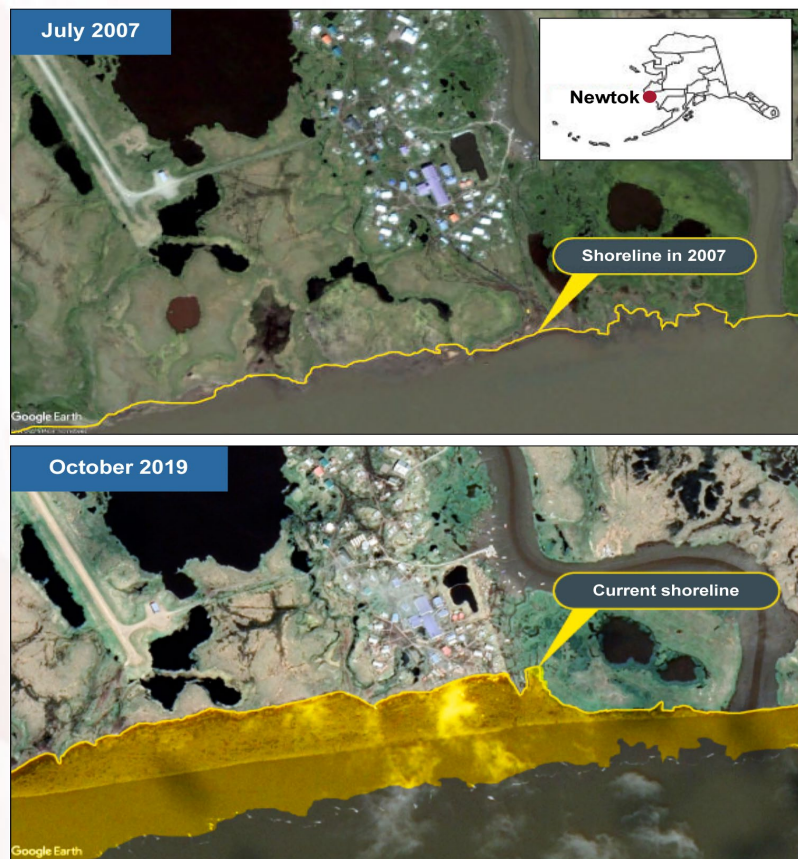 July 2007
Newtok
Shoreline in 2007
Google Earth
October 2019
Current shoreline
Google Earth